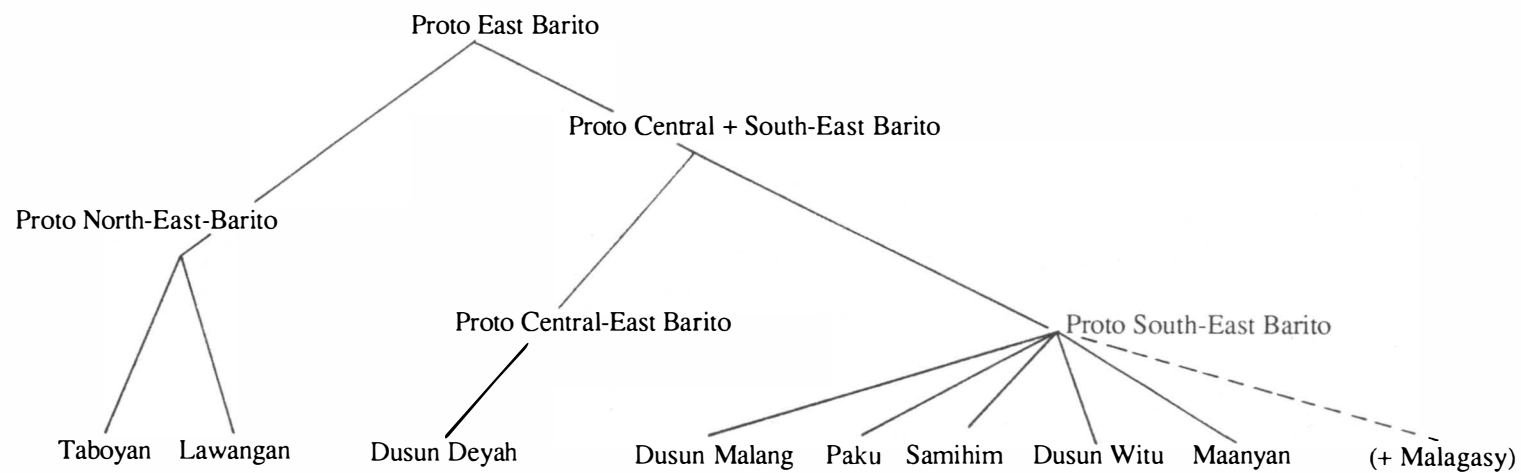 Proto East Barito
Proto Central + South-East Barito
Proto North-East-Barito
Proto Central-East Barito
Proto South-East Barito
Taboyan
Lawangan
Dusun Deyah
Dusun Malang
Paku
Samihim
Dusun Witu
Maanyan
(+ Malagasy)